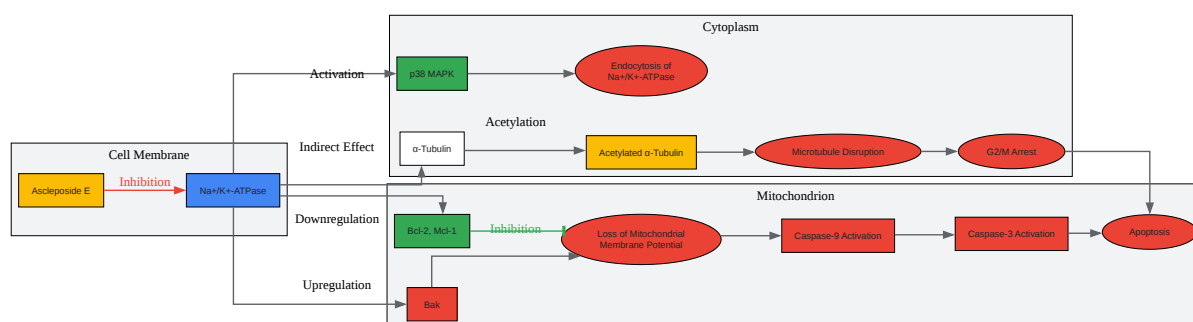 Cytoplasm
p38 MAPK
Endocytosis of
Na+/K+-ATPase
Activation
Acetylation
α-Tubulin
Acetylated α-Tubulin
Microtubule Disruption
G2/M Arrest
Indirect Effect
Cell Membrane
Ascleposide E
Inhibition
Na+/K+-ATPase
Mitochondrion
Downregulation
Bcl-2, Mcl-1
Inhibition
Loss of Mitochondrial
Membrane Potential
Caspase-9 Activation
Caspase-3 Activation
Apoptosis
Upregulation
Bak